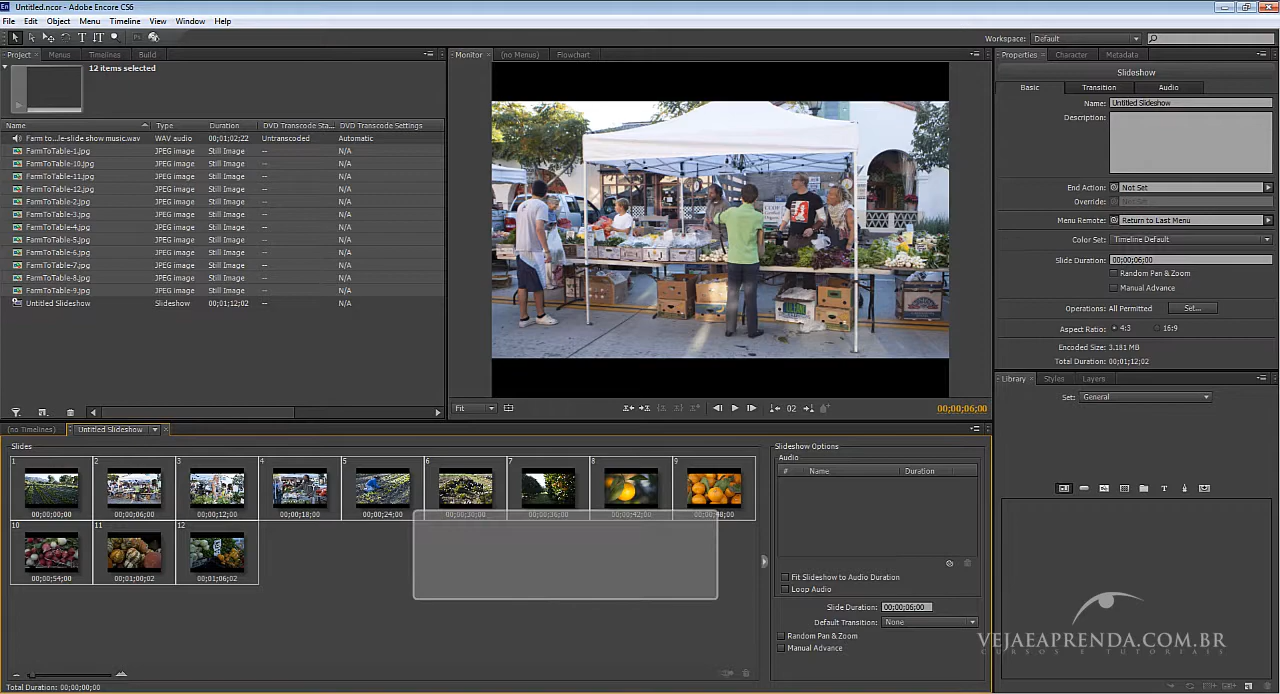 Untitled.ncor - Adobe Encore CS6
File Edit Object Menu Timeline View Window Help
Workspace: Default
Project Menus Timelines Build
12 items selected
Name Type Duration DVD Transcode Sta... DVD Transcode Settings
Farm to...le-slide show music.wav WAV audio 00;01;02;22 Untranscoded Automatic
FarmToTable-1.jpg JPEG image Still Image -- N/A
FarmToTable-10.jpg JPEG image Still Image -- N/A
FarmToTable-11.jpg JPEG image Still Image -- N/A
FarmToTable-12.jpg JPEG image Still Image -- N/A
FarmToTable-2.jpg JPEG image Still Image -- N/A
FarmToTable-3.jpg JPEG image Still Image -- N/A
FarmToTable-4.jpg JPEG image Still Image -- N/A
FarmToTable-5.jpg JPEG image Still Image -- N/A
FarmToTable-6.jpg JPEG image Still Image -- N/A
FarmToTable-7.jpg JPEG image Still Image -- N/A
FarmToTable-8.jpg JPEG image Still Image -- N/A
FarmToTable-9.jpg JPEG image Still Image -- N/A
Untitled Slideshow Slideshow 00;01;12;02 -- N/A
Monitor (no Menus) Flowchart
Fit 02 00;00;06;00
Properties Character Metadata
Slideshow
Basic Transition Audio
Name: Untitled Slideshow
Description:
End Action: Not Set
Override: Not Set
Menu Remote: Return to Last Menu
Color Set: Timeline Default
Slide Duration: 00;00;06;00
Random Pan & Zoom
Manual Advance
Operations: All Permitted Set...
Aspect Ratio: 4:3 16:9
Encoded Size: 3.181 MB
Total Duration: 00;01;12;02
Library Styles Layers
Set: General
(no Timelines) Untitled Slideshow
Slides
1 2 3 4 5 6 7 8 9
00;00;00;00 00;00;06;00 00;00;12;00 00;00;18;00 00;00;24;00 00;00;30;00 00;00;36;00 00;00;42;00 00;00;48;00
10 11 12
00;00;54;00 00;01;00;02 00;01;06;02
Total Duration: 00;00;00;00
Slideshow Options
Audio
# Name Duration
Fit Slideshow to Audio Duration
Loop Audio
Slide Duration: 00;00;06;00
Default Transition: None
Random Pan & Zoom
Manual Advance
VEJAEAPRENDA.COM.BR
CURSOS E TUTORIAIS